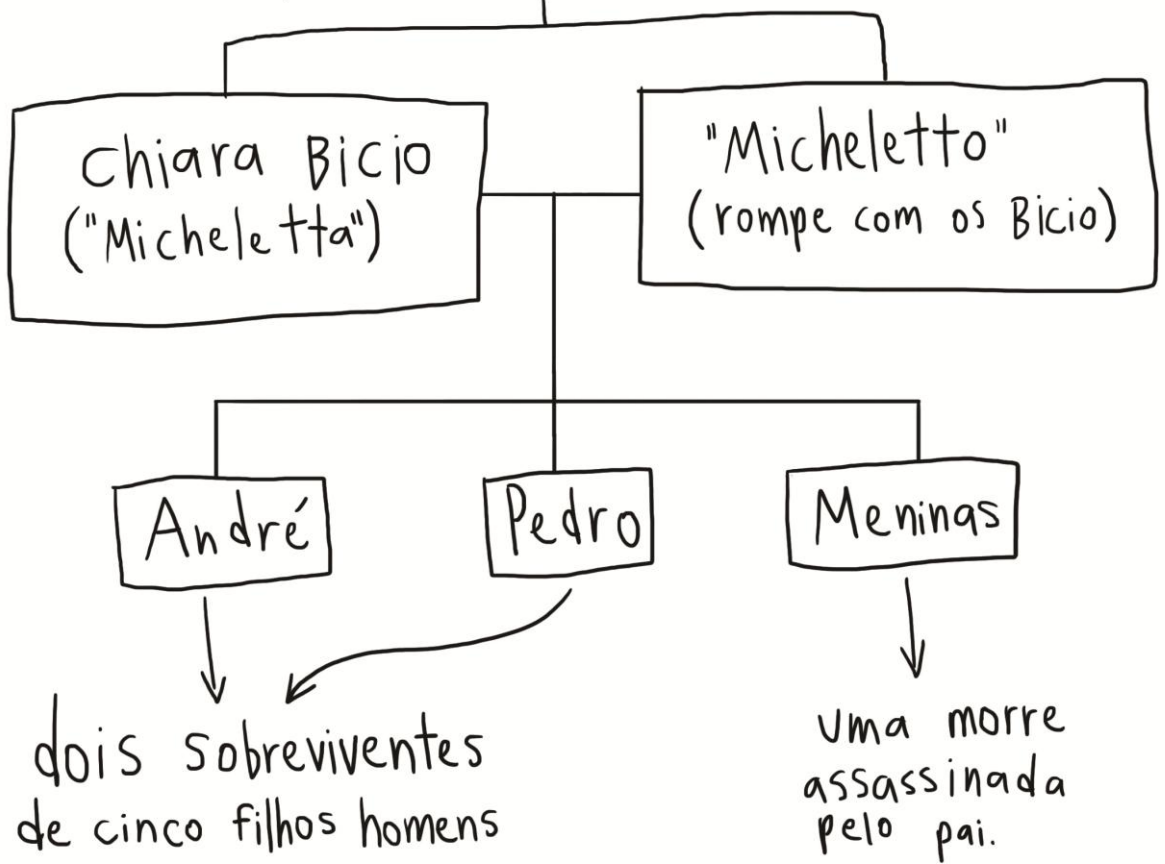 Chiara Bicio
("Micheletta")
"Micheletto"
(rompe com os Bicio)
André
Pedro
Meninas
dois sobreviventes
de cinco filhos homens
uma morre
assassinada
pelo pai.